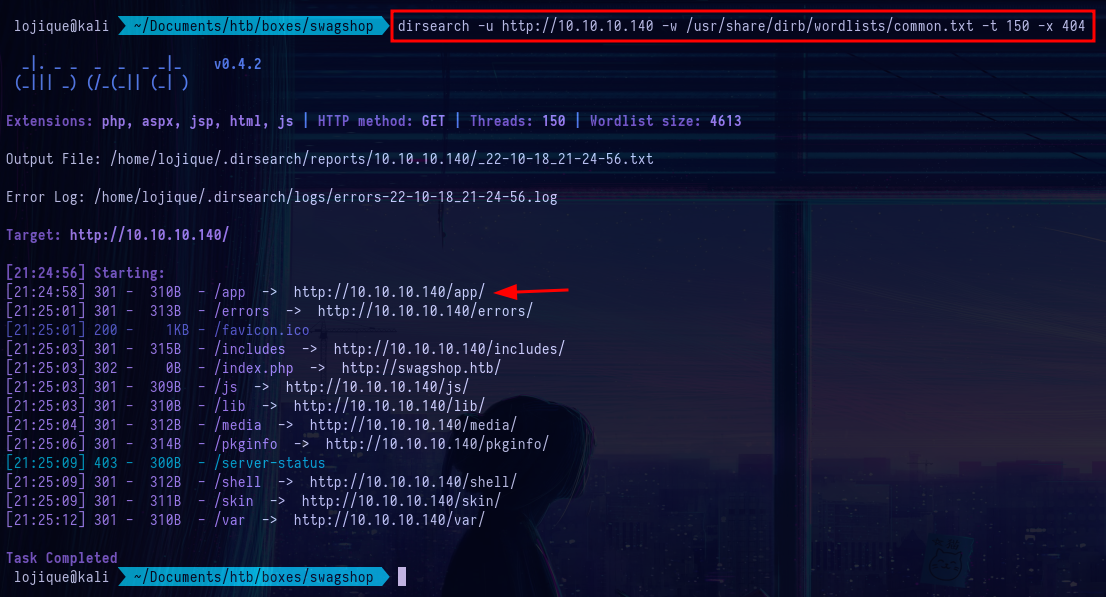 lojique@kali ~/Documents/htb/boxes/swagshop dirsearch -u http://10.10.10.140 -w /usr/share/dirb/wordlists/common.txt -t 150 -x 404
_|. _ _  _  _  _ _|_    v0.4.2
(_||| _) (/_(_|| (_| )
Extensions: php, aspx, jsp, html, js | HTTP method: GET | Threads: 150 | Wordlist size: 4613
Output File: /home/lojique/.dirsearch/reports/10.10.10.140/_22-10-18_21-24-56.txt
Error Log: /home/lojique/.dirsearch/logs/errors-22-10-18_21-24-56.log
Target: http://10.10.10.140/
[21:24:56] Starting:
[21:24:58] 301 -  310B  - /app  ->  http://10.10.10.140/app/
[21:25:01] 301 -  313B  - /errors  ->  http://10.10.10.140/errors/
[21:25:01] 200 -    1KB - /favicon.ico
[21:25:03] 301 -  315B  - /includes  ->  http://10.10.10.140/includes/
[21:25:03] 302 -    0B  - /index.php  ->  http://swagshop.htb/
[21:25:03] 301 -  309B  - /js  ->  http://10.10.10.140/js/
[21:25:03] 301 -  310B  - /lib  ->  http://10.10.10.140/lib/
[21:25:04] 301 -  312B  - /media  ->  http://10.10.10.140/media/
[21:25:06] 301 -  314B  - /pkginfo  ->  http://10.10.10.140/pkginfo/
[21:25:09] 403 -  300B  - /server-status
[21:25:09] 301 -  312B  - /shell  ->  http://10.10.10.140/shell/
[21:25:09] 301 -  311B  - /skin  ->  http://10.10.10.140/skin/
[21:25:12] 301 -  310B  - /var  ->  http://10.10.10.140/var/
Task Completed
lojique@kali ~/Documents/htb/boxes/swagshop